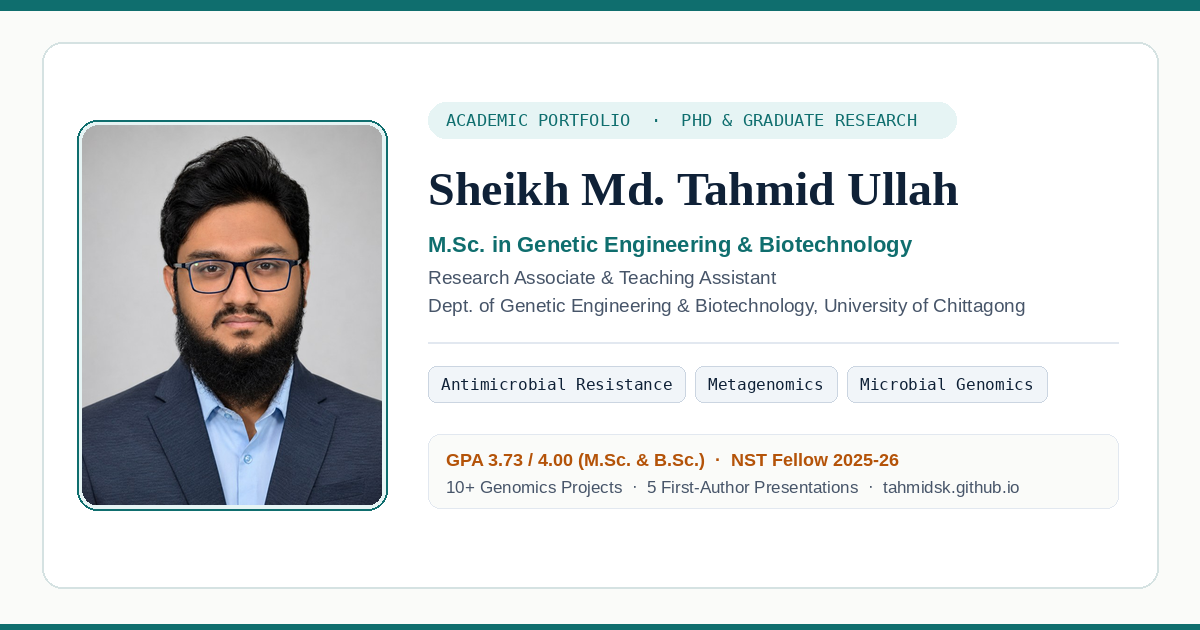 ACADEMIC PORTFOLIO · PHD & GRADUATE RESEARCH
Sheikh Md. Tahmid Ullah
M.Sc. in Genetic Engineering & Biotechnology
Research Associate & Teaching Assistant
Dept. of Genetic Engineering & Biotechnology, University of Chittagong
Antimicrobial Resistance Metagenomics Microbial Genomics
GPA 3.73 / 4.00 (M.Sc. & B.Sc.) · NST Fellow 2025-26
10+ Genomics Projects · 5 First-Author Presentations · tahmidsk.github.io